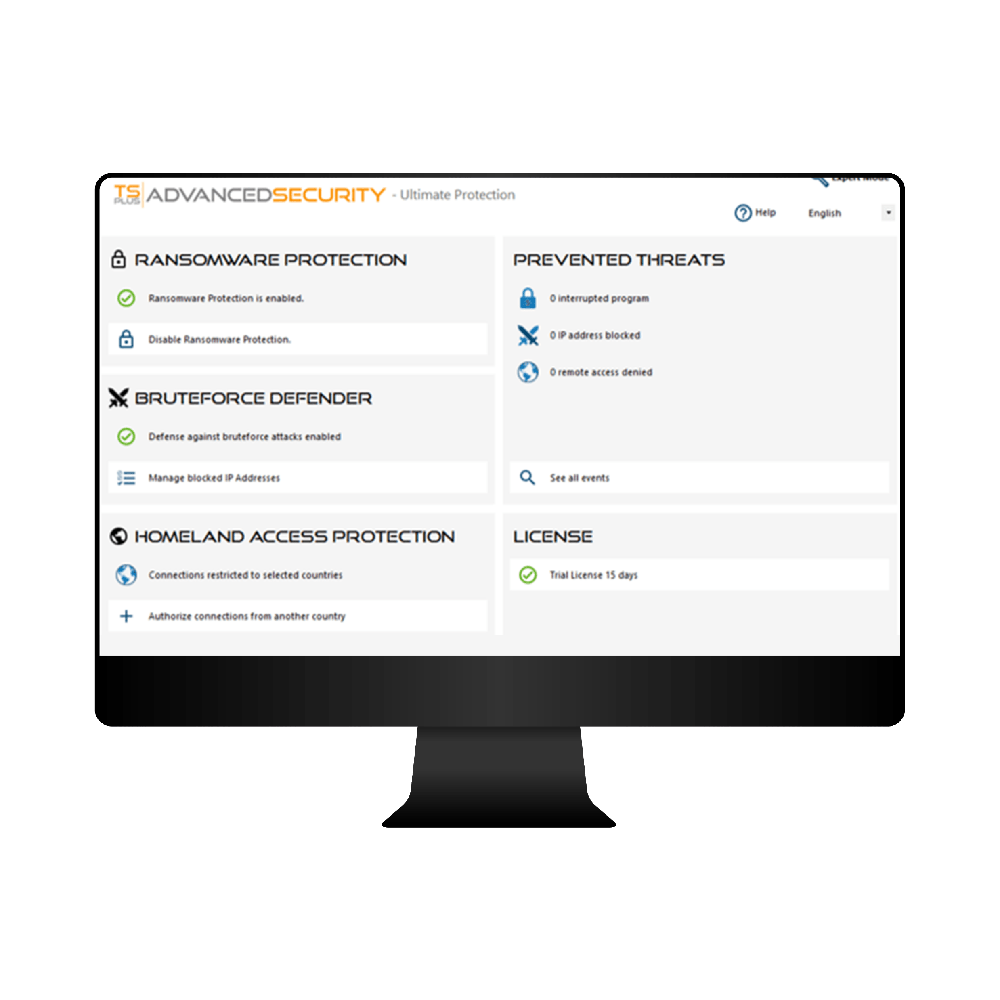 TS PLUS ADVANCEDSECURITY - Ultimate Protection
Expert Mode
Help English
RANSOMWARE PROTECTION
Ransomware Protection is enabled.
Disable Ransomware Protection.
BRUTEFORCE DEFENDER
Defense against bruteforce attacks enabled
Manage blocked IP Addresses
HOMELAND ACCESS PROTECTION
Connections restricted to selected countries
Authorize connections from another country
PREVENTED THREATS
0 interrupted program
0 IP address blocked
0 remote access denied
See all events
LICENSE
Trial License 15 days